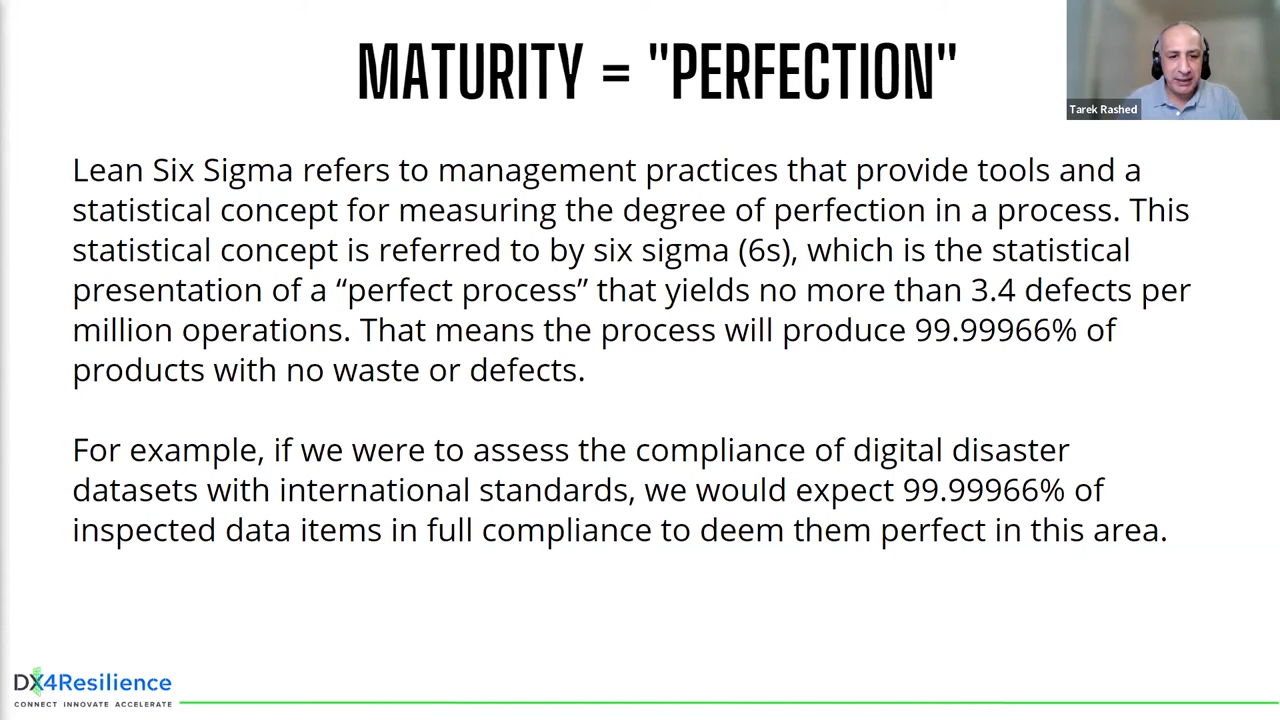 MATURITY = "PERFECTION"
Tarek Rashed
Lean Six Sigma refers to management practices that provide tools and a
statistical concept for measuring the degree of perfection in a process. This
statistical concept is referred to by six sigma (6s), which is the statistical
presentation of a “perfect process” that yields no more than 3.4 defects per
million operations. That means the process will produce 99.99966% of
products with no waste or defects.
For example, if we were to assess the compliance of digital disaster
datasets with international standards, we would expect 99.99966% of
inspected data items in full compliance to deem them perfect in this area.
DX4Resilience
CONNECT INNOVATE ACCELERATE